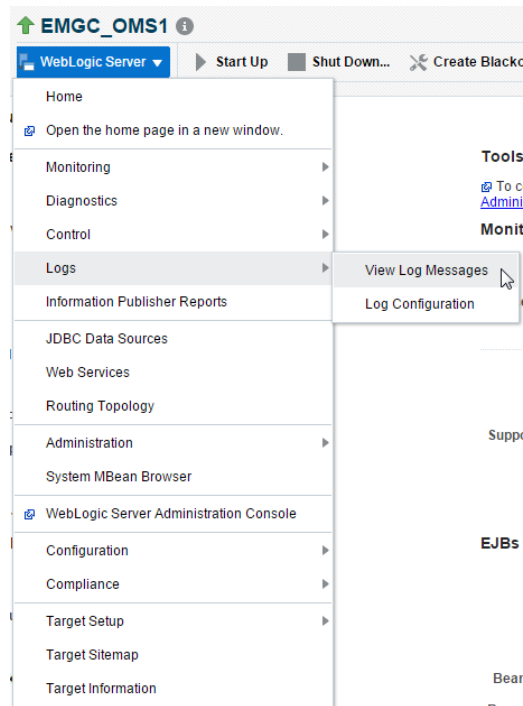 EMGC_OMS1
WebLogic Server
Start Up
Shut Down...
Create Blacko
Home
Open the home page in a new window.
Monitoring
Diagnostics
Control
Logs
Information Publisher Reports
JDBC Data Sources
Web Services
Routing Topology
Administration
System MBean Browser
WebLogic Server Administration Console
Configuration
Compliance
Target Setup
Target Sitemap
Target Information
View Log Messages
Log Configuration
Tools
To c
Admini
Monit
Suppo
EJBs
Bear